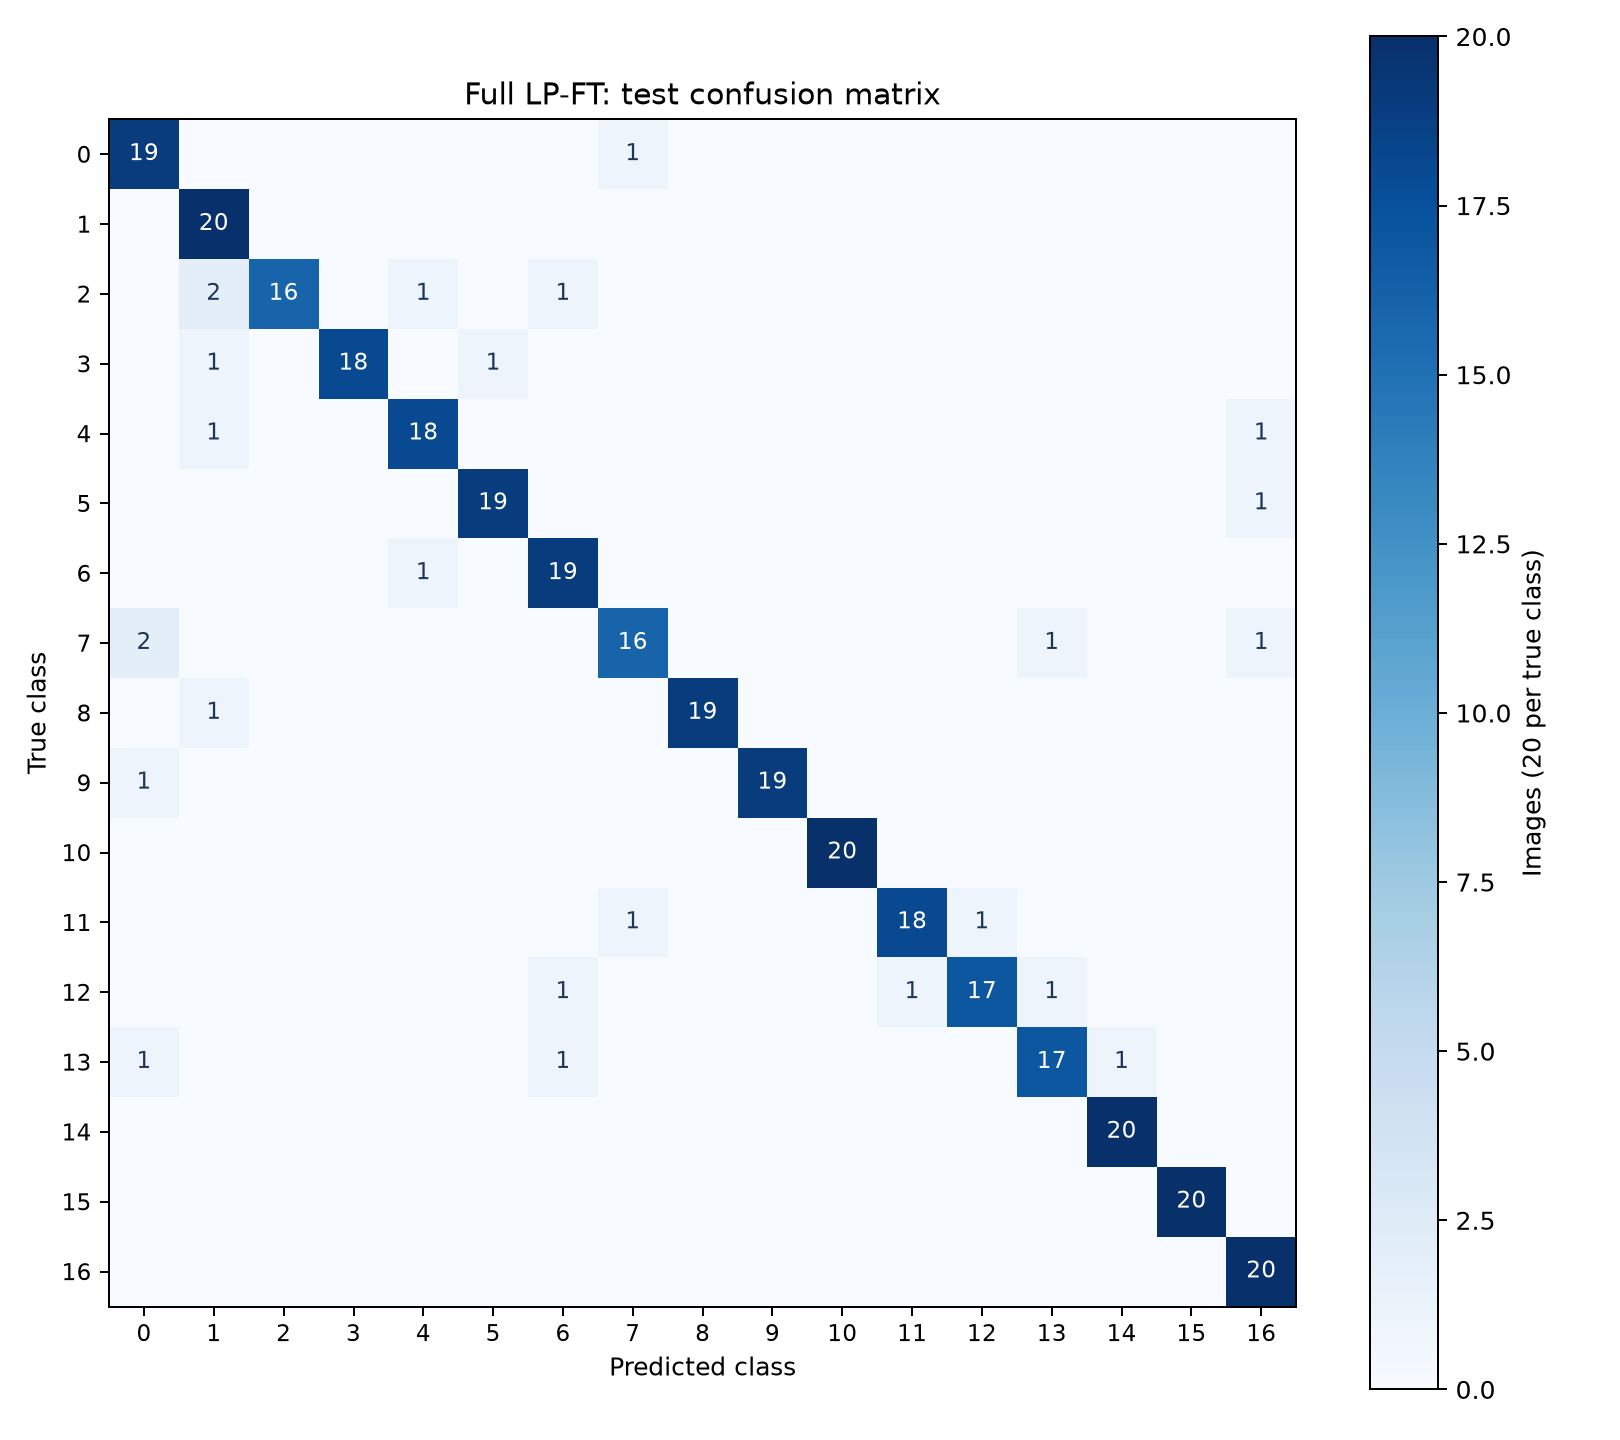 Full LP-FT: test confusion matrix
20.0
17.5
15.0
12.5
10.0
7.5
5.0
2.5
0.0
Images (20 per true class)
True class
0 19 1
1 20
2 2 16 1 1
3 1 18 1
4 1 18 1
5 19 1
6 1 19
7 2 16 1 1
8 1 19
9 1 19
10 20
11 1 18 1
12 1 1 17 1
13 1 1 17 1
14 20
15 20
16 20
0 1 2 3 4 5 6 7 8 9 10 11 12 13 14 15 16
Predicted class